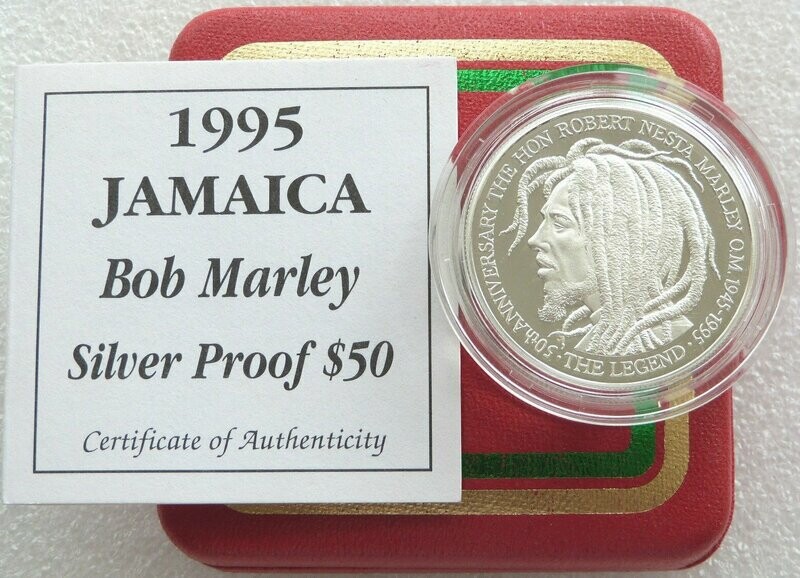 1995
JAMAICA
Bob Marley
Silver Proof $50
Certificate of Authenticity
50th ANNIVERSARY THE HON ROBERT NESTA MARLEY O.M. 1945-1995
· THE LEGEND ·